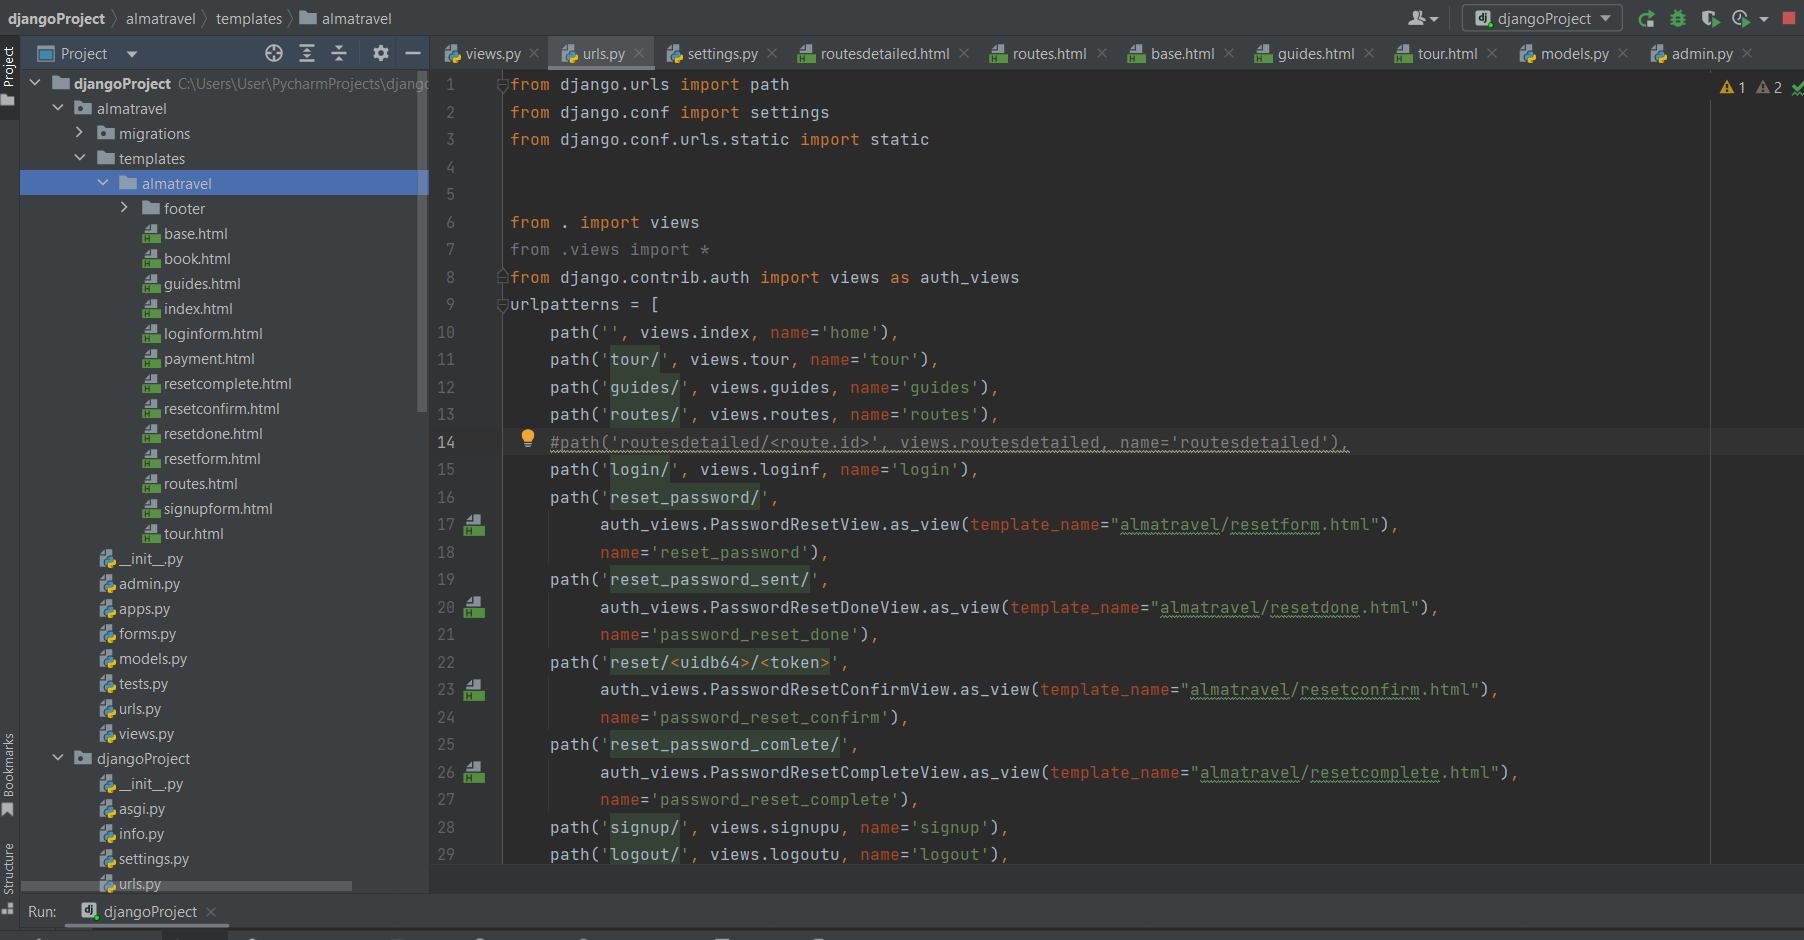 djangoProject almatravel templates almatravel djangoProject
Project
views.py urls.py settings.py routesdetailed.html routes.html base.html guides.html tour.html models.py admin.py
Project
djangoProject C:\Users\User\PycharmProjects\django
almatravel
migrations
templates
almatravel
footer
base.html
book.html
guides.html
index.html
loginform.html
payment.html
resetcomplete.html
resetconfirm.html
resetdone.html
resetform.html
routes.html
signupform.html
tour.html
__init__.py
admin.py
apps.py
forms.py
models.py
tests.py
urls.py
views.py
djangoProject
__init__.py
asgi.py
info.py
settings.py
urls.py
Bookmarks
Structure
1 2
1 from django.urls import path
2 from django.conf import settings
3 from django.conf.urls.static import static
4
5
6 from . import views
7 from .views import *
8 from django.contrib.auth import views as auth_views
9 urlpatterns = [
10 path('', views.index, name='home'),
11 path('tour/', views.tour, name='tour'),
12 path('guides/', views.guides, name='guides'),
13 path('routes/', views.routes, name='routes'),
14 #path('routesdetailed/<route.id>', views.routesdetailed, name='routesdetailed'),
15 path('login/', views.loginf, name='login'),
16 path('reset_password/',
17 auth_views.PasswordResetView.as_view(template_name="almatravel/resetform.html"),
18 name='reset_password'),
19 path('reset_password_sent/',
20 auth_views.PasswordResetDoneView.as_view(template_name="almatravel/resetdone.html"),
21 name='password_reset_done'),
22 path('reset/<uidb64>/<token>',
23 auth_views.PasswordResetConfirmView.as_view(template_name="almatravel/resetconfirm.html"),
24 name='password_reset_confirm'),
25 path('reset_password_comlete/',
26 auth_views.PasswordResetCompleteView.as_view(template_name="almatravel/resetcomplete.html"),
27 name='password_reset_complete'),
28 path('signup/', views.signupu, name='signup'),
29 path('logout/', views.logoutu, name='logout'),
Run: djangoProject